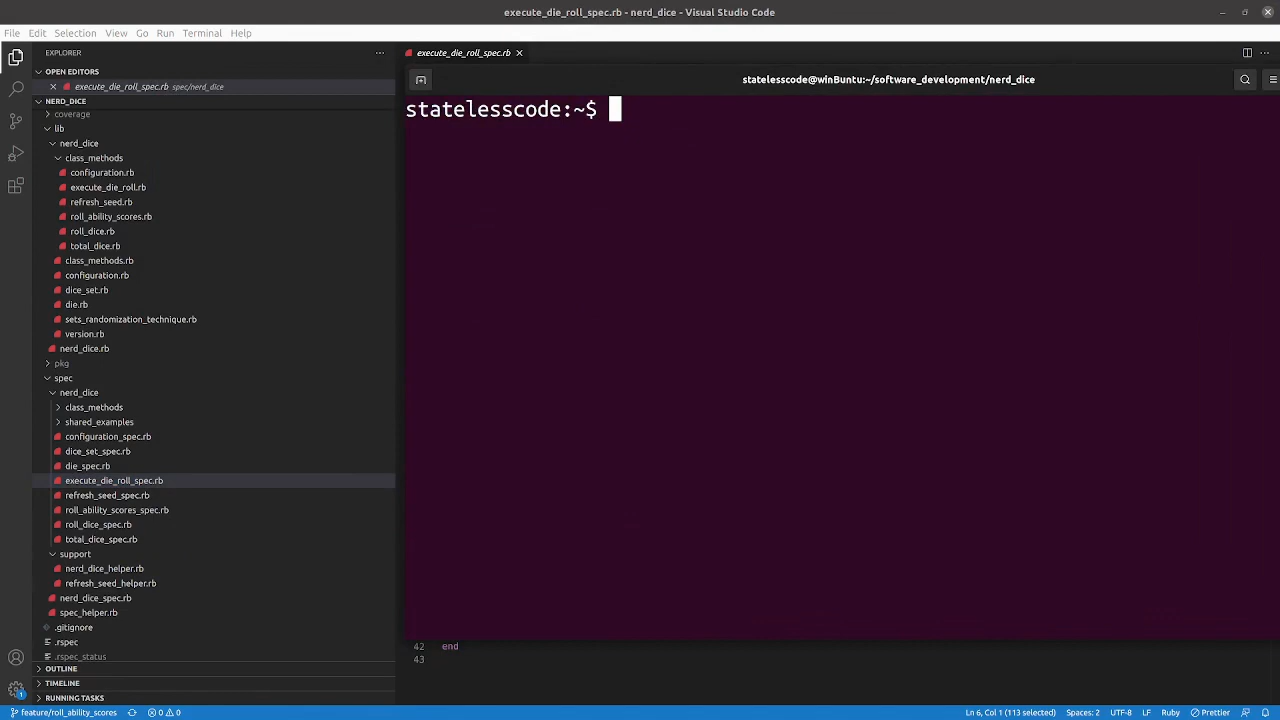 execute_die_roll_spec.rb - nerd_dice - Visual Studio Code
File Edit Selection View Go Run Terminal Help
EXPLORER
OPEN EDITORS
execute_die_roll_spec.rb spec/nerd_dice
NERD_DICE
coverage
lib
nerd_dice
class_methods
configuration.rb
execute_die_roll.rb
refresh_seed.rb
roll_ability_scores.rb
roll_dice.rb
total_dice.rb
class_methods.rb
configuration.rb
dice_set.rb
die.rb
sets_randomization_technique.rb
version.rb
nerd_dice.rb
pkg
spec
nerd_dice
class_methods
shared_examples
configuration_spec.rb
dice_set_spec.rb
die_spec.rb
execute_die_roll_spec.rb
refresh_seed_spec.rb
roll_ability_scores_spec.rb
roll_dice_spec.rb
total_dice_spec.rb
support
nerd_dice_helper.rb
refresh_seed_helper.rb
nerd_dice_spec.rb
spec_helper.rb
.gitignore
.rspec
.rspec_status
OUTLINE
TIMELINE
RUNNING TASKS
execute_die_roll_spec.rb
statelesscode@winBuntu:~/software_development/nerd_dice
statelesscode:~$
42 end
43
1
feature/roll_ability_scores 0 0 Ln 6, Col 1 (113 selected) Spaces: 2 UTF-8 LF Ruby Prettier